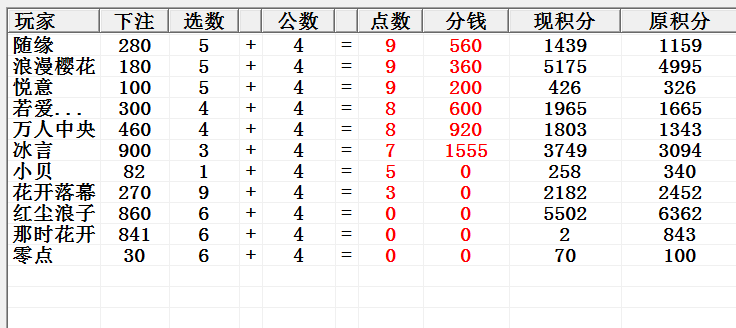 玩家 下注 选数 公数 点数 分钱 现积分 原积分
随缘 280 5 + 4 = 9 560 1439 1159
浪漫樱花 180 5 + 4 = 9 360 5175 4995
悦意 100 5 + 4 = 9 200 426 326
若爱... 300 4 + 4 = 8 600 1965 1665
万人中央 460 4 + 4 = 8 920 1803 1343
冰言 900 3 + 4 = 7 1555 3749 3094
小贝 82 1 + 4 = 5 0 258 340
花开落幕 270 9 + 4 = 3 0 2182 2452
红尘浪子 860 6 + 4 = 0 0 5502 6362
那时花开 841 6 + 4 = 0 0 2 843
零点 30 6 + 4 = 0 0 70 100